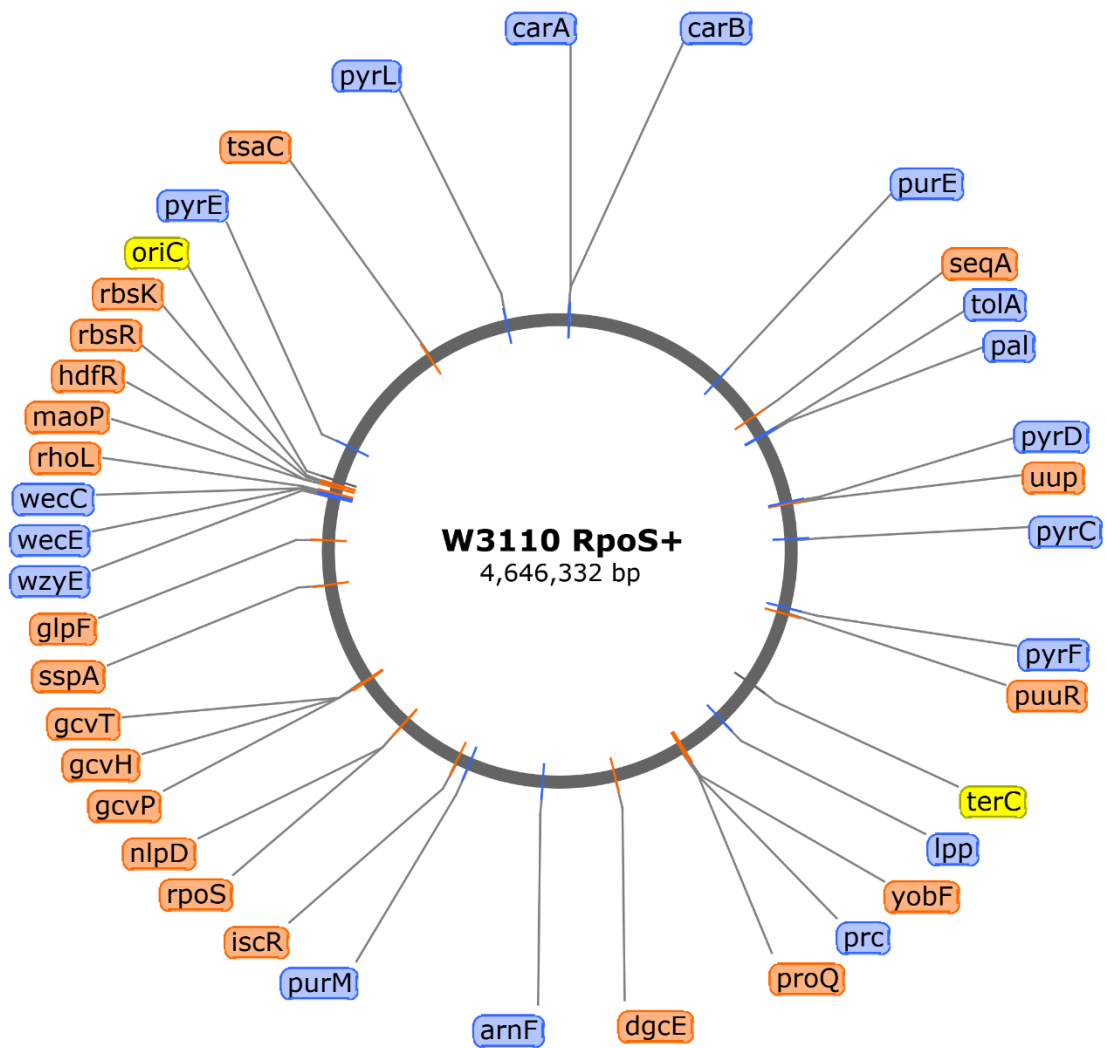 carA
carB
pyrL
tsaC
purE
pyrE
oriC
seqA
rbsK
tolA
rbsR
pal
hdfR
maoP
pyrD
rhoL
uup
wecC
pyrC
wecE
W3110 RpoS+
4,646,332 bp
wzyE
glpF
pyrF
sspA
puuR
gcvT
gcvH
gcvP
terC
nlpD
lpp
rpoS
yobF
iscR
prc
purM
proQ
arnF
dgcE